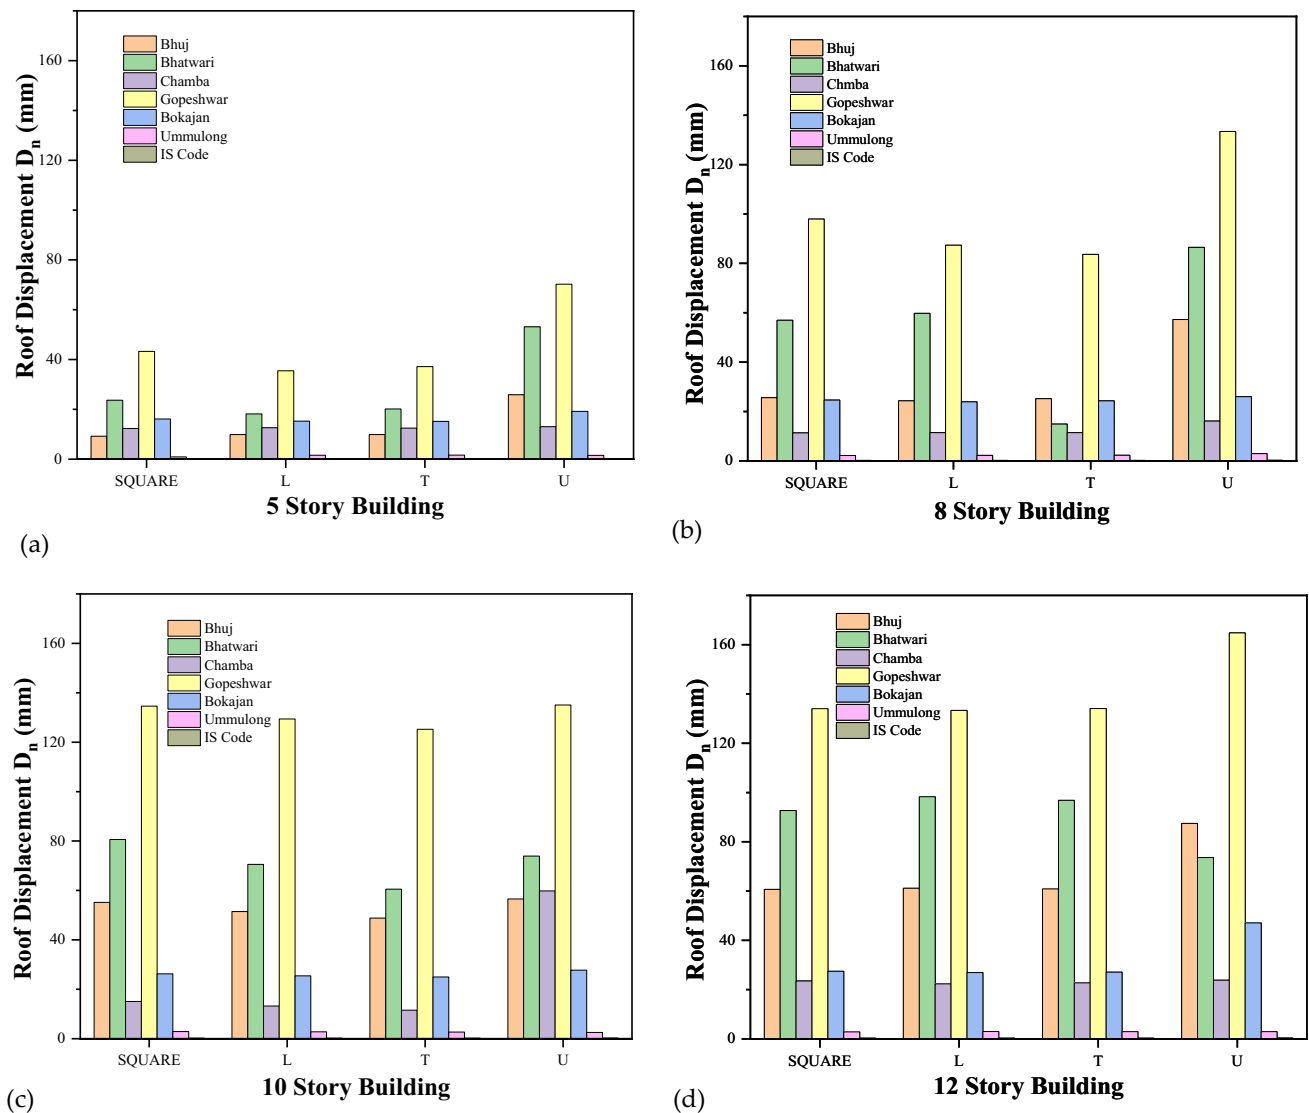 Roof Displacement Dn (mm)
160
120
80
40
0
Bhuj
Bhatwari
Chamba
Gopeshwar
Bokajan
Ummulong
IS Code
SQUARE L T U
5 Story Building
(a)
Roof Displacement Dn (mm)
160
120
80
40
0
Bhuj
Bhatwari
Chmba
Gopeshwar
Bokajan
Ummulong
IS Code
SQUARE L T U
8 Story Building
(b)
Roof Displacement Dn (mm)
160
120
80
40
0
Bhuj
Bhatwari
Chamba
Gopeshwar
Bokajan
Ummulong
IS Code
SQUARE L T U
10 Story Building
(c)
Roof Displacement Dn (mm)
160
120
80
40
0
Bhuj
Bhatwari
Chamba
Gopeshwar
Bokajan
Ummulong
IS Code
SQUARE L T U
12 Story Building
(d)